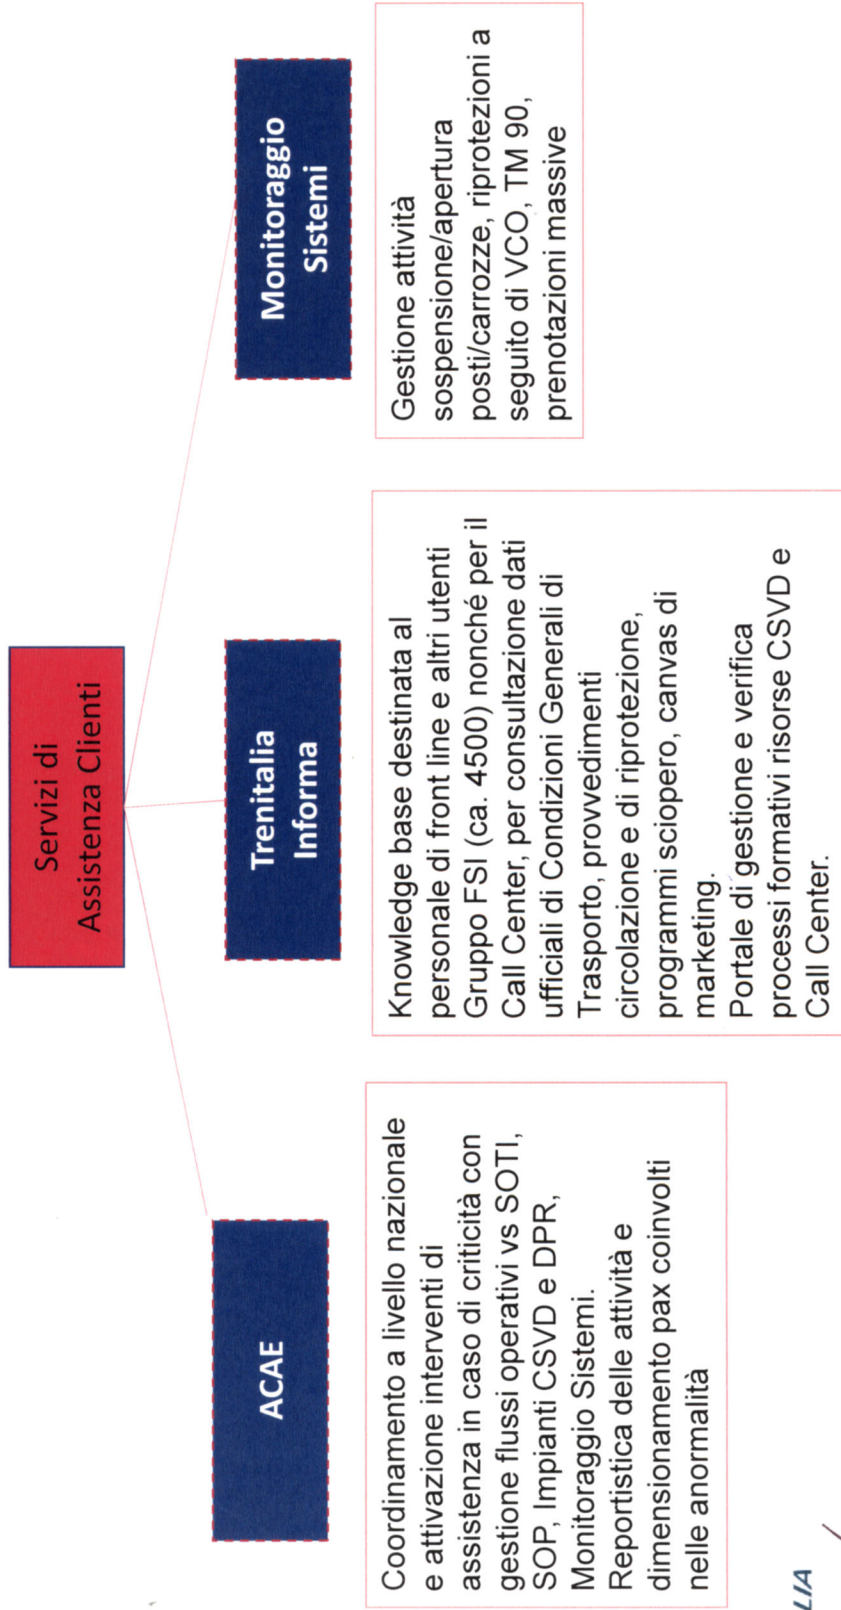 Servizi di
Assistenza Clienti
ACAE
Coordinamento a livello nazionale
e attivazione interventi di
assistenza in caso di criticità con
gestione flussi operativi vs SOTI,
SOP, Impianti CSVD e DPR,
Monitoraggio Sistemi.
Reportistica delle attività e
dimensionamento pax coinvolti
nelle anormalità
Trenitalia
Informa
Knowledge base destinata al
personale di front line e altri utenti
Gruppo FSI (ca. 4500) nonché per il
Call Center, per consultazione dati
ufficiali di Condizioni Generali di
Trasporto, provvedimenti
circolazione e di riprotezione,
programmi sciopero, canvas di
marketing.
Portale di gestione e verifica
processi formativi risorse CSVD e
Call Center.
Monitoraggio
Sistemi
Gestione attività
sospensione/apertura
posti/carrozze, riprotezioni a
seguito di VCO, TM 90,
prenotazioni massive
LIA